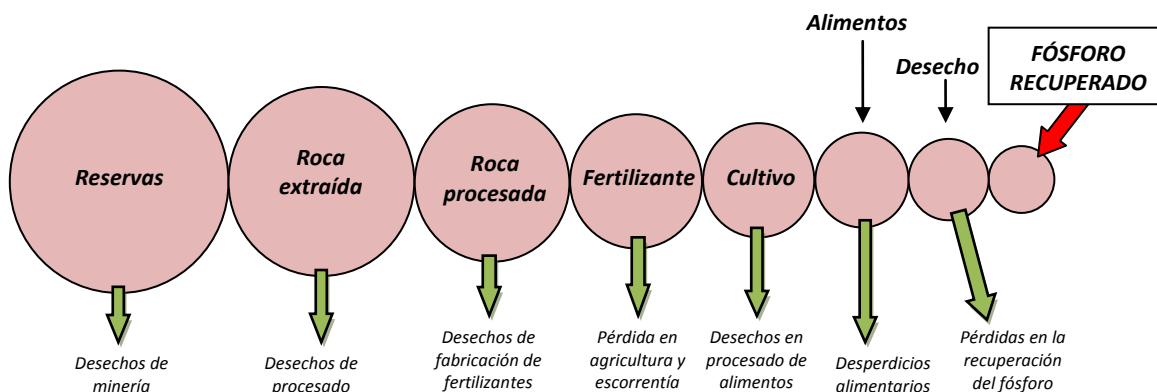 Alimentos
Desecho
FÓSFORO
RECUPERADO
Reservas
Roca
extraída
Roca
procesada
Fertilizante
Cultivo
Desechos de
minería
Desechos de
procesado
Desechos de
fabricación de
fertilizantes
Pérdida en
agricultura y
escorrentía
Desechos en
procesado de
alimentos
Desperdicios
alimentarios
Pérdidas en la
recuperación
del fósforo